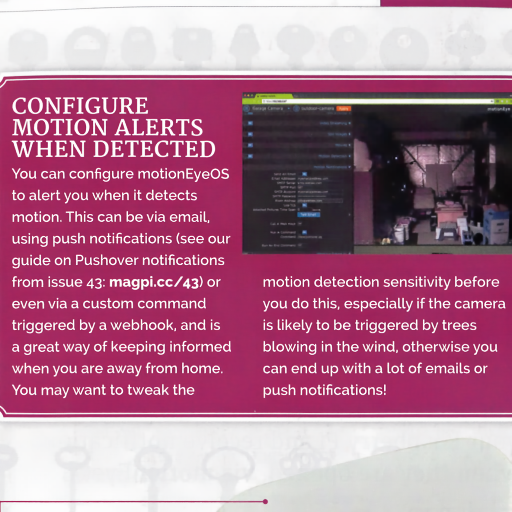 CONFIGURE
MOTION ALERTS
WHEN DETECTED
You can configure motionEyeOS
to alert you when it detects
motion. This can be via email,
using push notifications (see our
guide on Pushover notifications
from issue 43: magpi.cc/43) or
even via a custom command
triggered by a webhook, and is
a great way of keeping informed
when you are away from home.
You may want to tweak the
motionEye
motion detection sensitivity before
you do this, especially if the camera
is likely to be triggered by trees
blowing in the wind, otherwise you
can end up with a lot of emails or
push notifications!